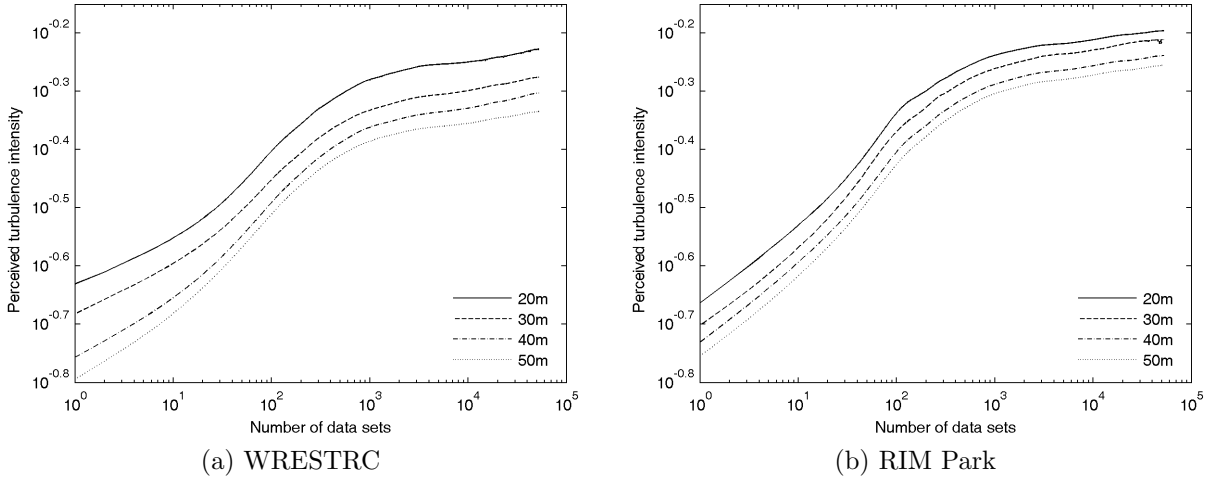 10^-0.2
10^-0.3
10^-0.4
10^-0.5
10^-0.6
10^-0.7
10^-0.8
Perceived turbulence intensity
20m
30m
40m
50m
10^0 10^1 10^2 10^3 10^4 10^5
Number of data sets
(a) WRESTRC
10^-0.2
10^-0.3
10^-0.4
10^-0.5
10^-0.6
10^-0.7
10^-0.8
Perceived turbulence intensity
20m
30m
40m
50m
10^0 10^1 10^2 10^3 10^4 10^5
Number of data sets
(b) RIM Park